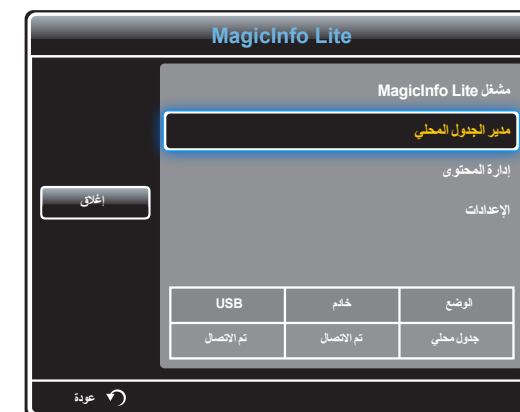 MagicInfo Lite
مشغل MagicInfo Lite
مدير الجدول المحلي
إدارة المحتوى
الإعدادات
إغلاق
الوضع خادم USB
جدول محلي تم الاتصال تم الاتصال
عودة